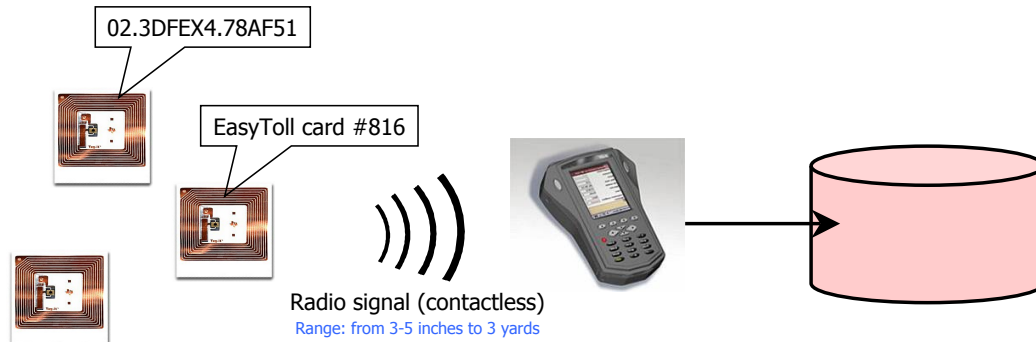 02.3DFEX4.78AF51
EasyToll card #816
Radio signal (contactless)
Range: from 3-5 inches to 3 yards